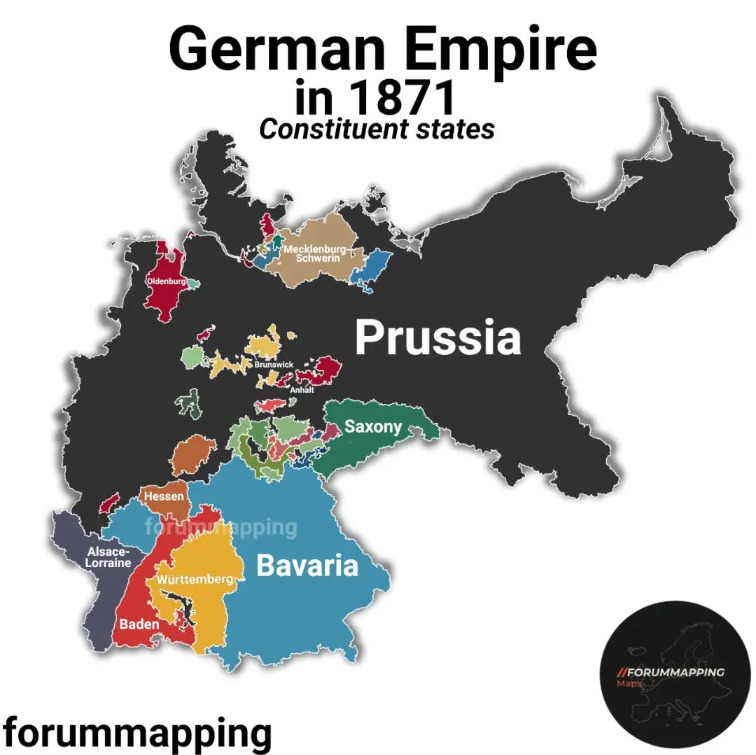 German Empire
in 1871
Constituent states
Mecklenburg-
Schwerin
Oldenburg
Prussia
Brunswick
Anhalt
Saxony
Hessen
forummapping
Alsace-
Lorraine
Bavaria
Württemberg
Baden
//FORUMMAPPING
Maps
forummapping